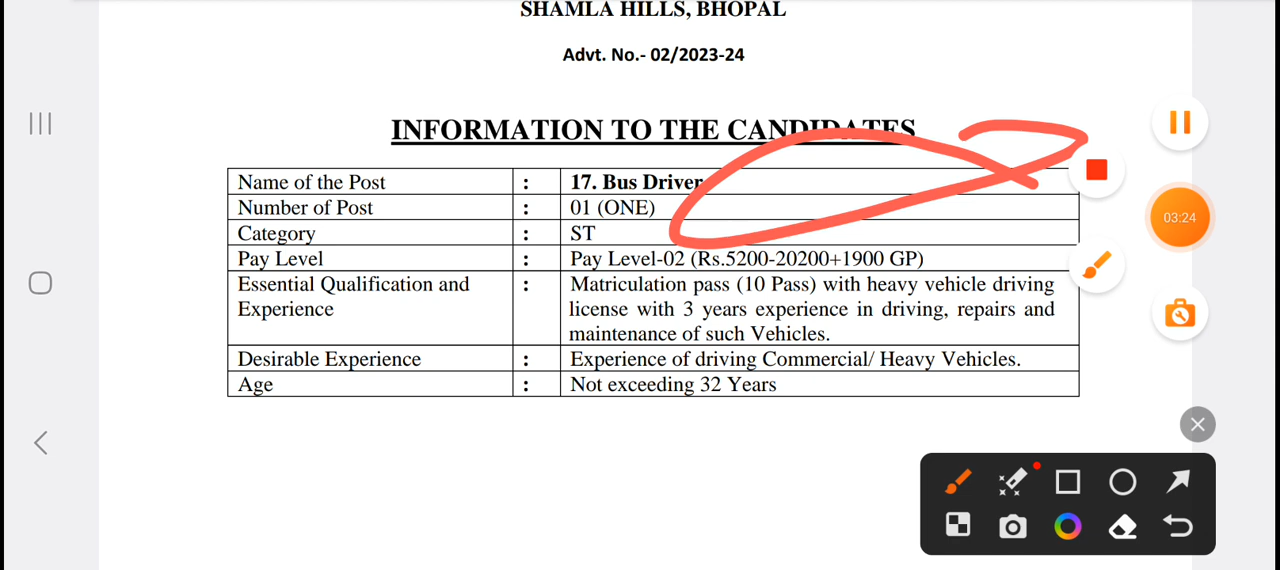 SHAMLA HILLS, BHOPAL
Advt. No.- 02/2023-24
INFORMATION TO THE CANDIDATES
Name of the Post : 17. Bus Driver
Number of Post : 01 (ONE)
Category : ST
Pay Level : Pay Level-02 (Rs.5200-20200+1900 GP)
Essential Qualification and Experience : Matriculation pass (10 Pass) with heavy vehicle driving
license with 3 years experience in driving, repairs and
maintenance of such Vehicles.
Desirable Experience : Experience of driving Commercial/ Heavy Vehicles.
Age : Not exceeding 32 Years
03:24